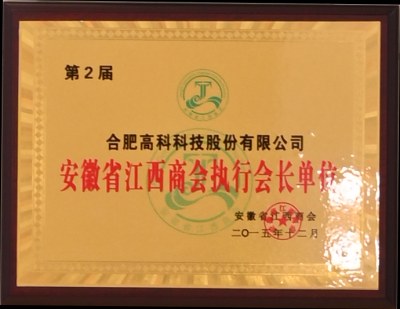 第2届
合肥高科科技股份有限公司
安徽省江西商会执行会长单位
安徽省江西商会
二〇一五年十二月